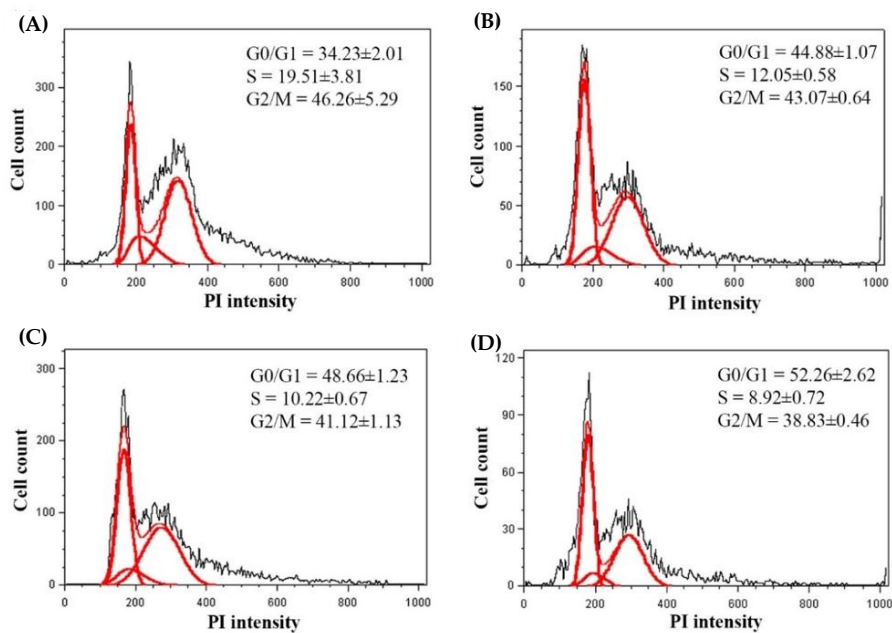 (A)
G0/G1 = 34.23±2.01
S = 19.51±3.81
G2/M = 46.26±5.29
300
200
100
0
Cell count
0 200 400 600 800 1000
PI intensity
(B)
G0/G1 = 44.88±1.07
S = 12.05±0.58
G2/M = 43.07±0.64
150
100
50
0
Cell count
0 200 400 600 800 1000
PI intensity
(C)
G0/G1 = 48.66±1.23
S = 10.22±0.67
G2/M = 41.12±1.13
300
200
100
0
Cell count
0 200 400 600 800 1000
PI intensity
(D)
G0/G1 = 52.26±2.62
S = 8.92±0.72
G2/M = 38.83±0.46
120
90
60
30
0
Cell count
0 200 400 600 800 1000
PI intensity